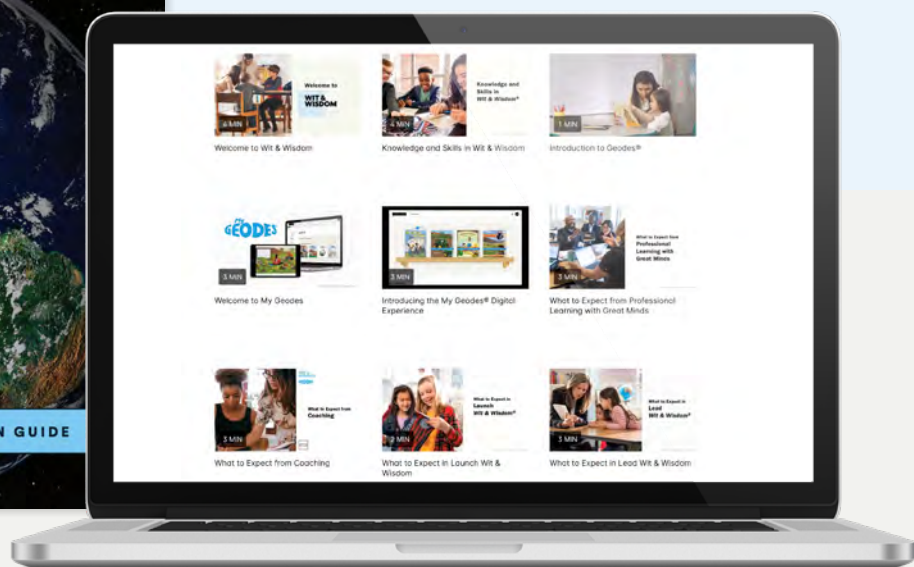 N GUIDE
Welcome to
WIT &
WISDOM
6 MIN
Welcome to Wit & Wisdom
Knowledge and
Skills in
Wit & Wisdom®
4 MIN
Knowledge and Skills in Wit & Wisdom
1 MIN
Introduction to Geodes®
My
GEODES
3 MIN
Welcome to My Geodes
3 MIN
Introducing the My Geodes® Digital
Experience
What to Expect from
Professional
Learning with
Great Minds
3 MIN
What to Expect from Professional
Learning with Great Minds
What to Expect from
Coaching
3 MIN
What to Expect from Coaching
What to Expect in
Launch
Wit & Wisdom®
2 MIN
What to Expect in Launch Wit &
Wisdom
What to Expect in
Lead
Wit & Wisdom®
3 MIN
What to Expect in Lead Wit & Wisdom